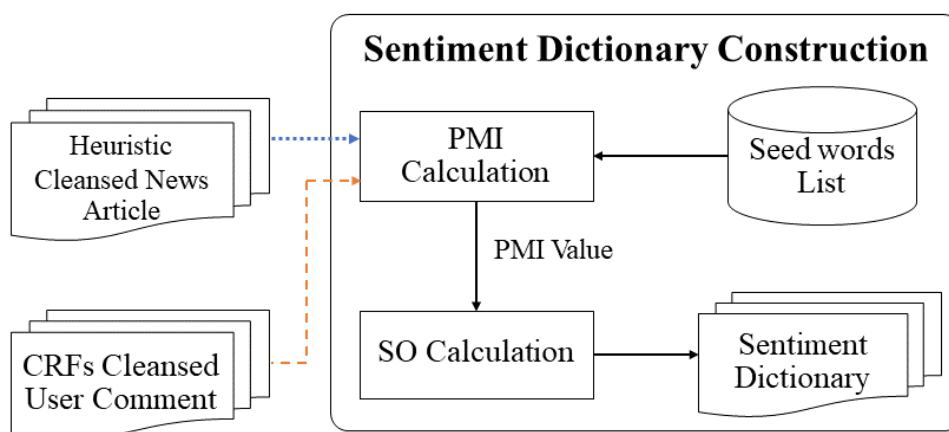 Sentiment Dictionary Construction
Heuristic
Cleansed News
Article
PMI
Calculation
Seed words
List
PMI Value
CRFs Cleansed
User Comment
SO Calculation
Sentiment
Dictionary